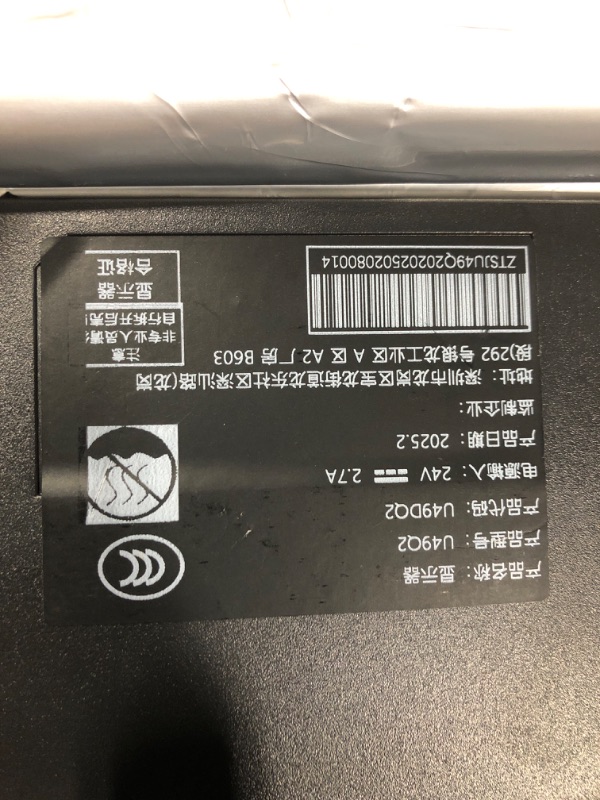 产品名称：显示器
产品型号：U49Q2
产品代码：U49DQ2
电源输入：24V 2.7A
产品日期：2025.2
监制企业：
地址：深圳市龙岗区宝龙街道龙东社区深汕路(龙岗
段)292 号银龙工业区 A 区 A2 厂房 B603
ZTSJU49Q20202502080014
注意
非专业人员请勿
自行拆开后壳
显示器
合格证